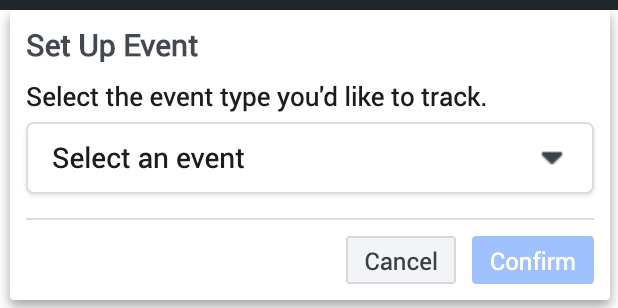 Set Up Event
Select the event type you'd like to track.
Select an event
Cancel
Confirm